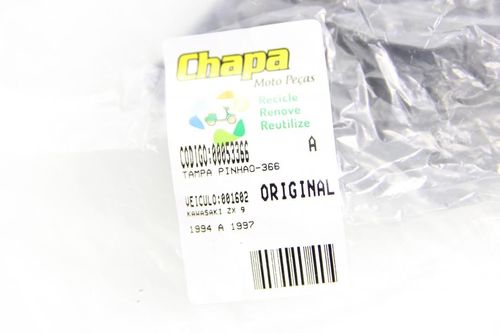 Chapa
Moto Peças
Recicle
Renove
Reutilize
CODIGO:00053366 A
TAMPA PINHAO-366
VEICULO:001602 ORIGINAL
KAWASAKI ZX 9
1994 A 1997